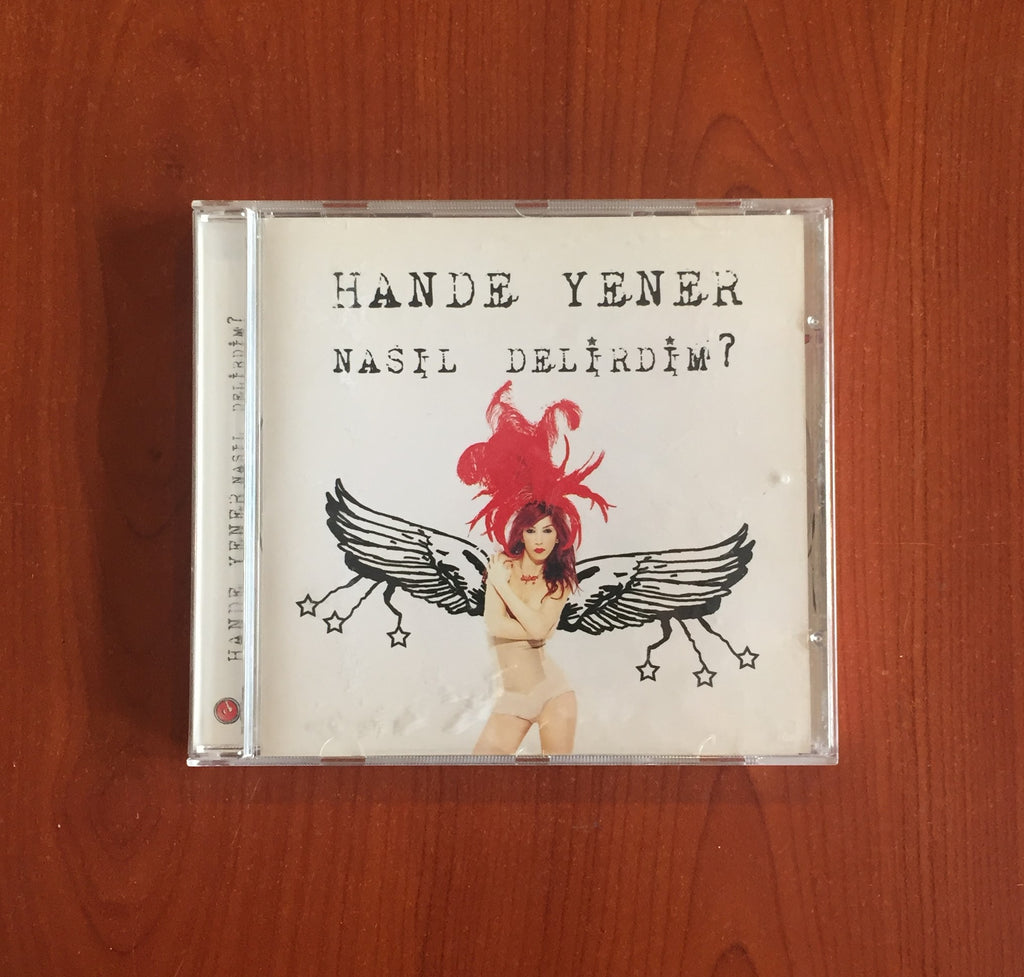 HANDE YENER
NASIL DELİRDİM?
HANDE YENER NASIL DELİRDİM?